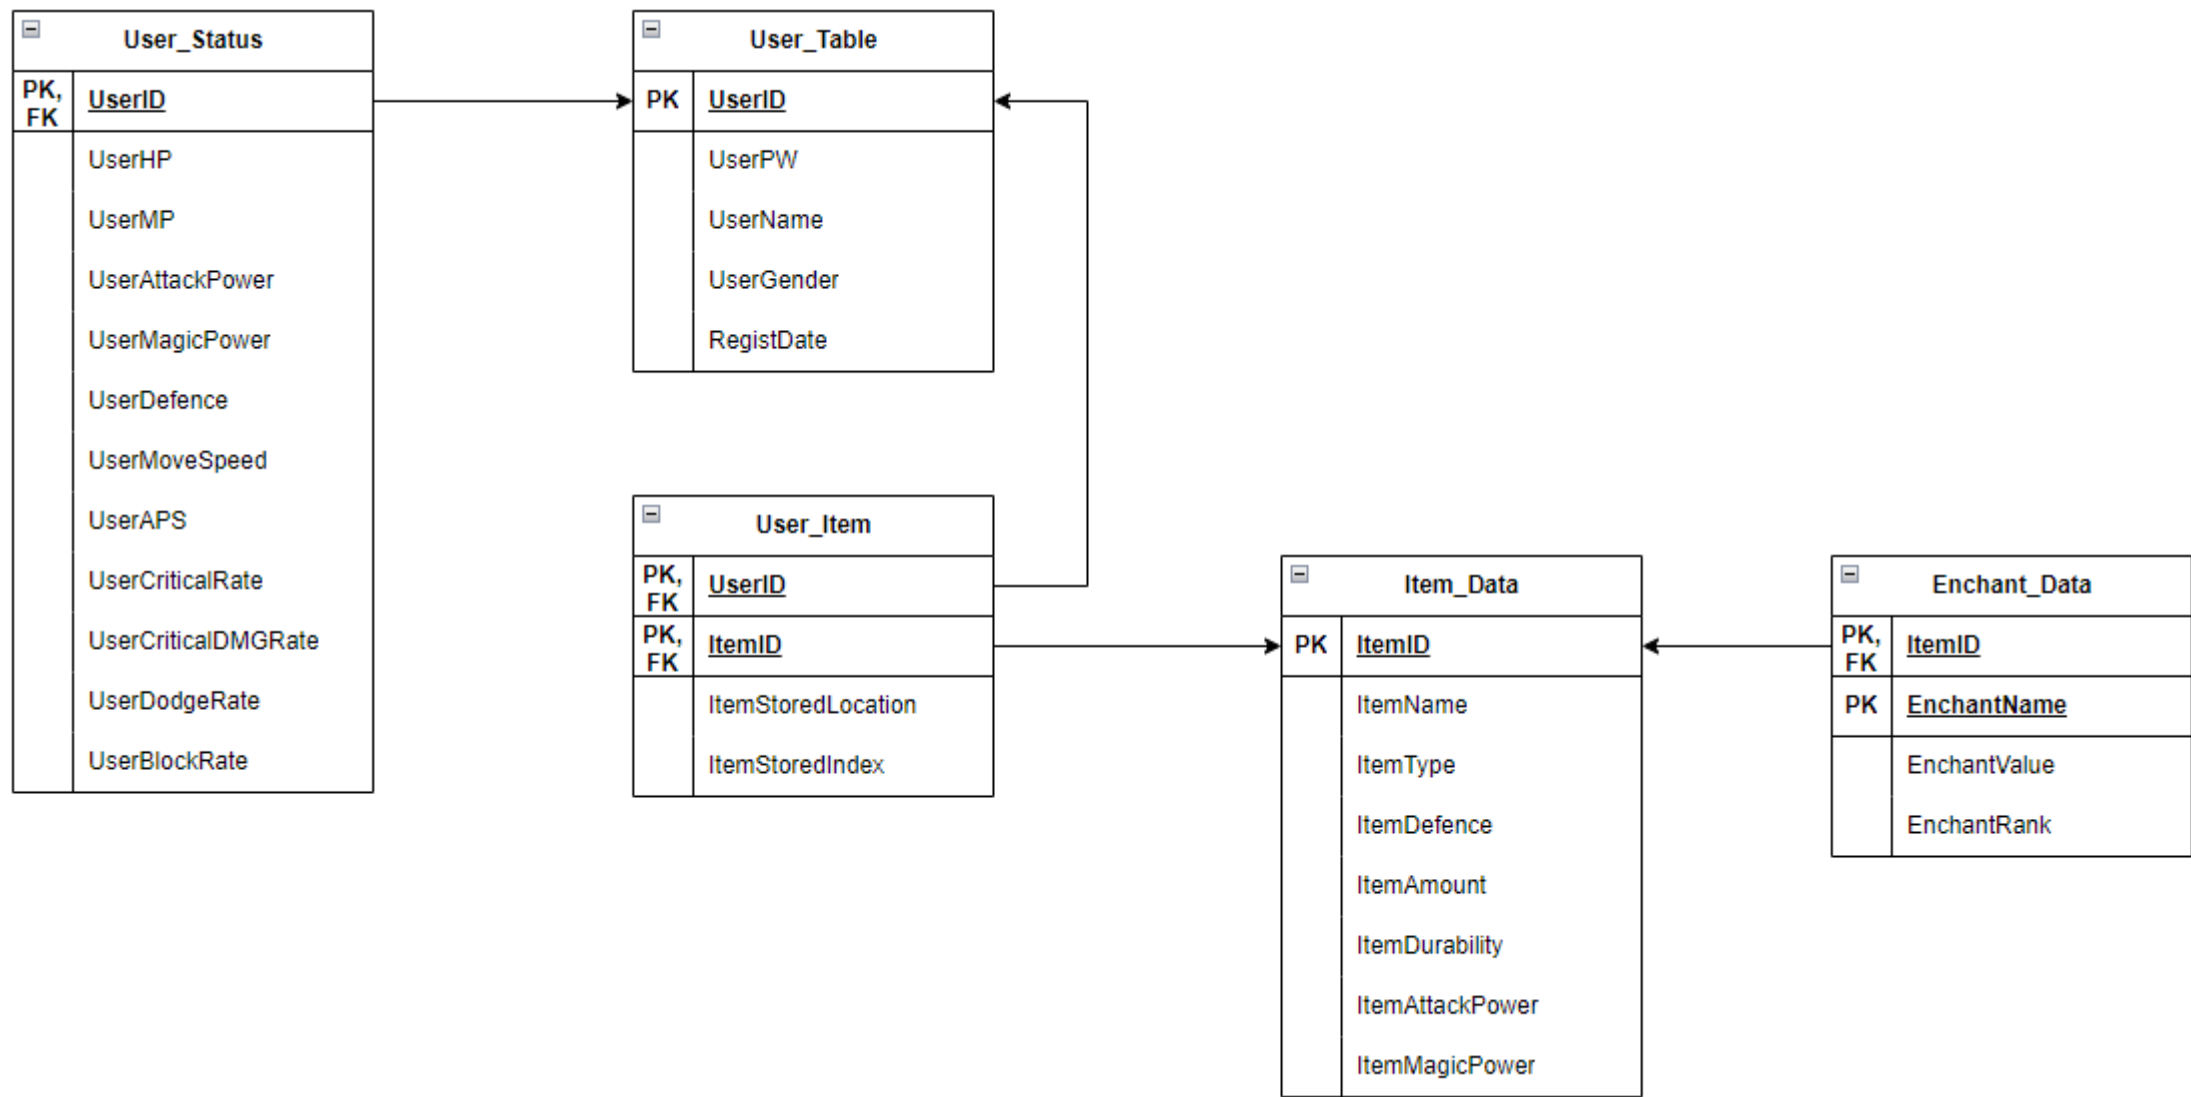 User_Status
PK, FK UserID
UserHP
UserMP
UserAttackPower
UserMagicPower
UserDefence
UserMoveSpeed
UserAPS
UserCriticalRate
UserCriticalDMGRate
UserDodgeRate
UserBlockRate
User_Table
PK UserID
UserPW
UserName
UserGender
RegistDate
User_Item
PK, FK UserID
PK, FK ItemID
ItemStoredLocation
ItemStoredIndex
Item_Data
PK ItemID
ItemName
ItemType
ItemDefence
ItemAmount
ItemDurability
ItemAttackPower
ItemMagicPower
Enchant_Data
PK, FK ItemID
PK EnchantName
EnchantValue
EnchantRank